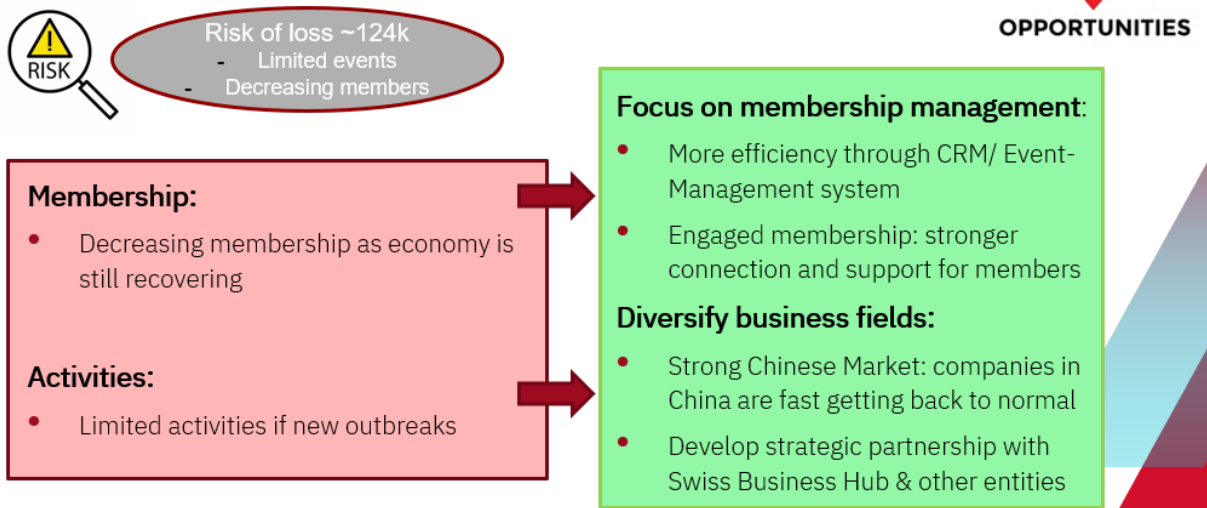 RISK
Risk of loss ~124k
- Limited events
- Decreasing members
OPPORTUNITIES
Membership:
• Decreasing membership as economy is
still recovering
Activities:
• Limited activities if new outbreaks
Focus on membership management:
• More efficiency through CRM/ Event-
Management system
• Engaged membership: stronger
connection and support for members
Diversify business fields:
• Strong Chinese Market: companies in
China are fast getting back to normal
• Develop strategic partnership with
Swiss Business Hub & other entities